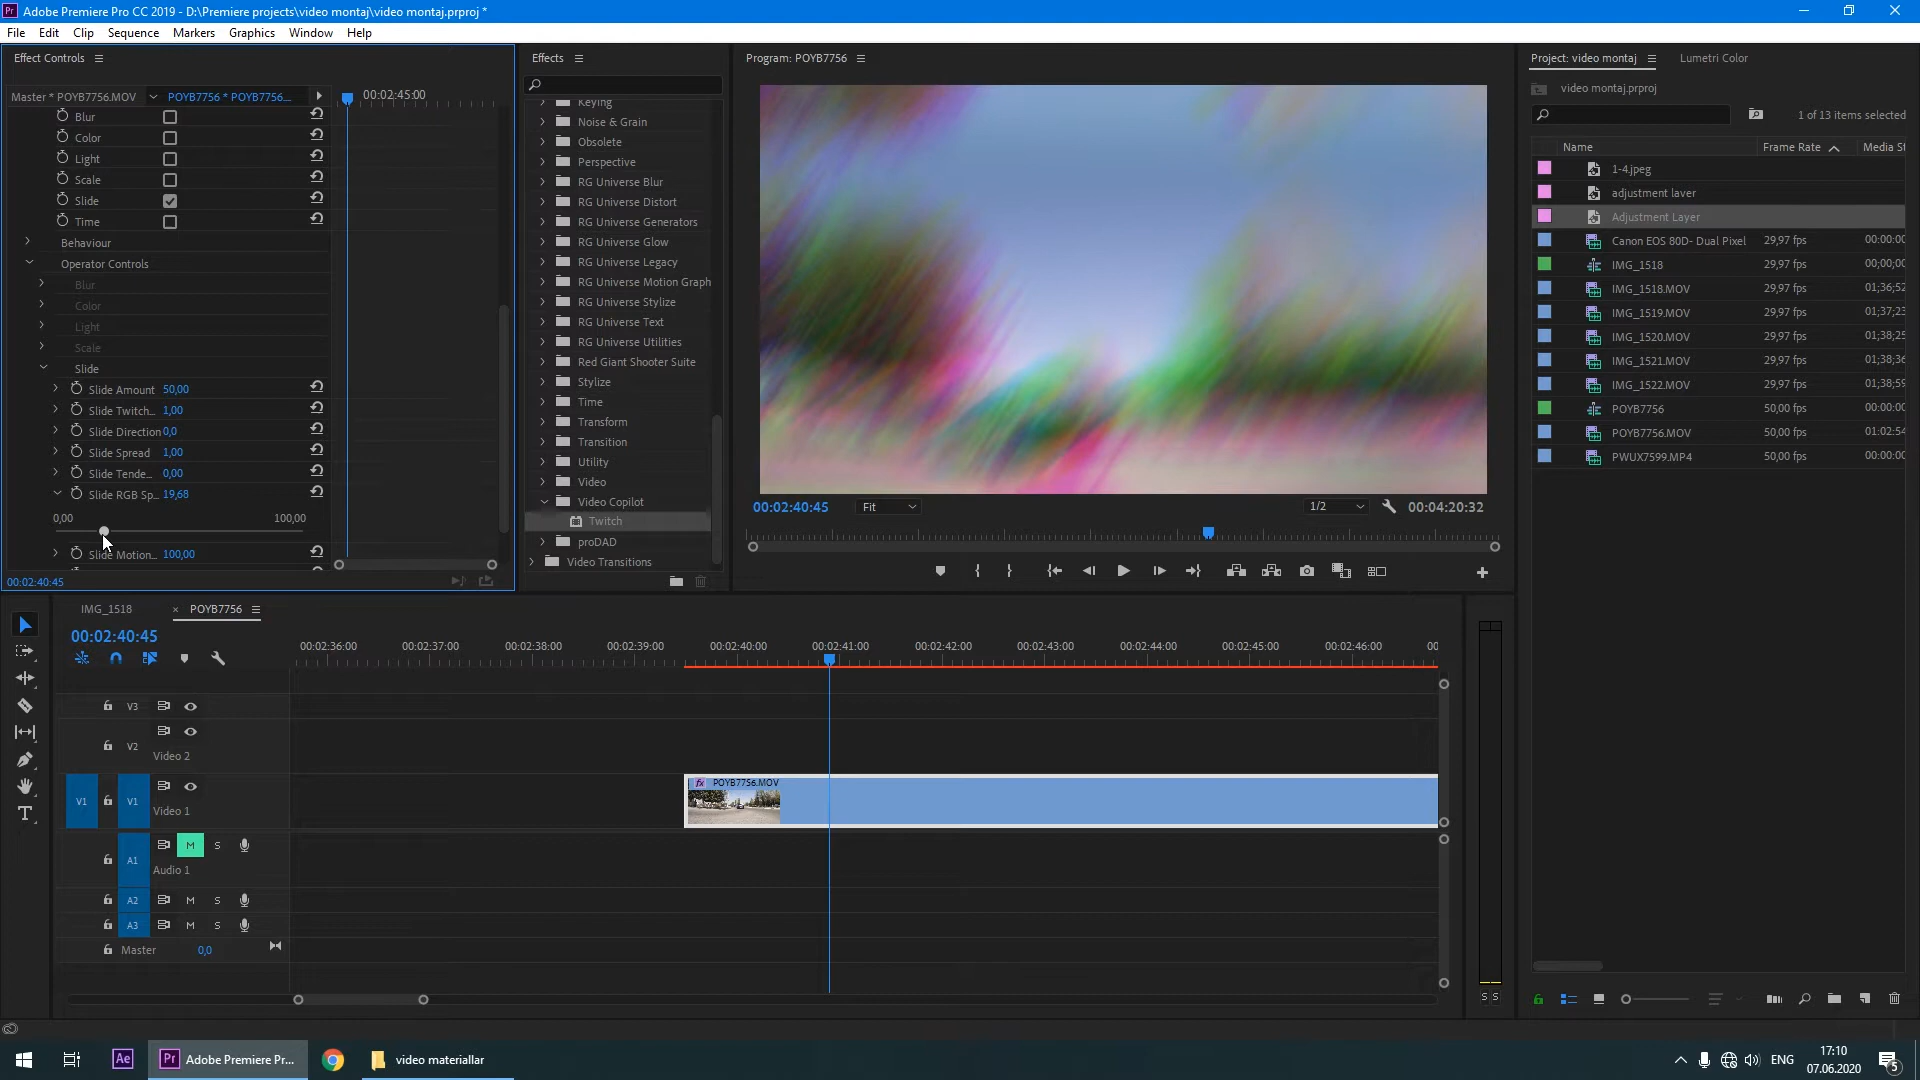 Adobe Premiere Pro CC 2019 - D:\Premiere projects\video montaj\video montaj.prproj *
File Edit Clip Sequence Markers Graphics Window Help
Effect Controls
Master * POYB7756.MOV POYB7756 * POYB7756... 00:02:45:00
Blur
Color
Light
Scale
Slide
Time
Behaviour
Operator Controls
Blur
Color
Light
Scale
Slide
Slide Amount 50,00
Slide Twitch... 1,00
Slide Direction 0,0
Slide Spread 1,00
Slide Tende... 0,00
Slide RGB Sp... 19,68
0,00 100,00
Slide Motion... 100,00
00:02:40:45
Effects
Keying
Noise & Grain
Obsolete
Perspective
RG Universe Blur
RG Universe Distort
RG Universe Generators
RG Universe Glow
RG Universe Legacy
RG Universe Motion Graph
RG Universe Stylize
RG Universe Text
RG Universe Utilities
Red Giant Shooter Suite
Stylize
Time
Transform
Transition
Utility
Video
Video Copilot
Twitch
proDAD
Video Transitions
Program: POYB7756
00:02:40:45 Fit 1/2 00:04:20:32
Project: video montaj Lumetri Color
video montaj.prproj
1 of 13 items selected
Name Frame Rate Media St
1-4.jpeg
adjustment laver
Adjustment Layer
Canon EOS 80D- Dual Pixel 29,97 fps 00:00:00
IMG_1518 29,97 fps 00;00;00
IMG_1518.MOV 29,97 fps 01;36;52
IMG_1519.MOV 29,97 fps 01;37;23
IMG_1520.MOV 29,97 fps 01;38;25
IMG_1521.MOV 29,97 fps 01;38;36
IMG_1522.MOV 29,97 fps 01;38;59
POYB7756 50,00 fps 00:00:00
POYB7756.MOV 50,00 fps 01:02:54
PWUX7599.MP4 50,00 fps 00:00:00
IMG_1518 × POYB7756
00:02:40:45
00:02:36:00 00:02:37:00 00:02:38:00 00:02:39:00 00:02:40:00 00:02:41:00 00:02:42:00 00:02:43:00 00:02:44:00 00:02:45:00 00:02:46:00 00
V3
V2
Video 2
POYB7756.MOV
V1 V1
Video 1
M S
A1
Audio 1
A2 M S
A3 M S
Master 0,0
S S
Ae Pr Adobe Premiere Pr... video materiallar
ENG
17:10
07.06.2020
5